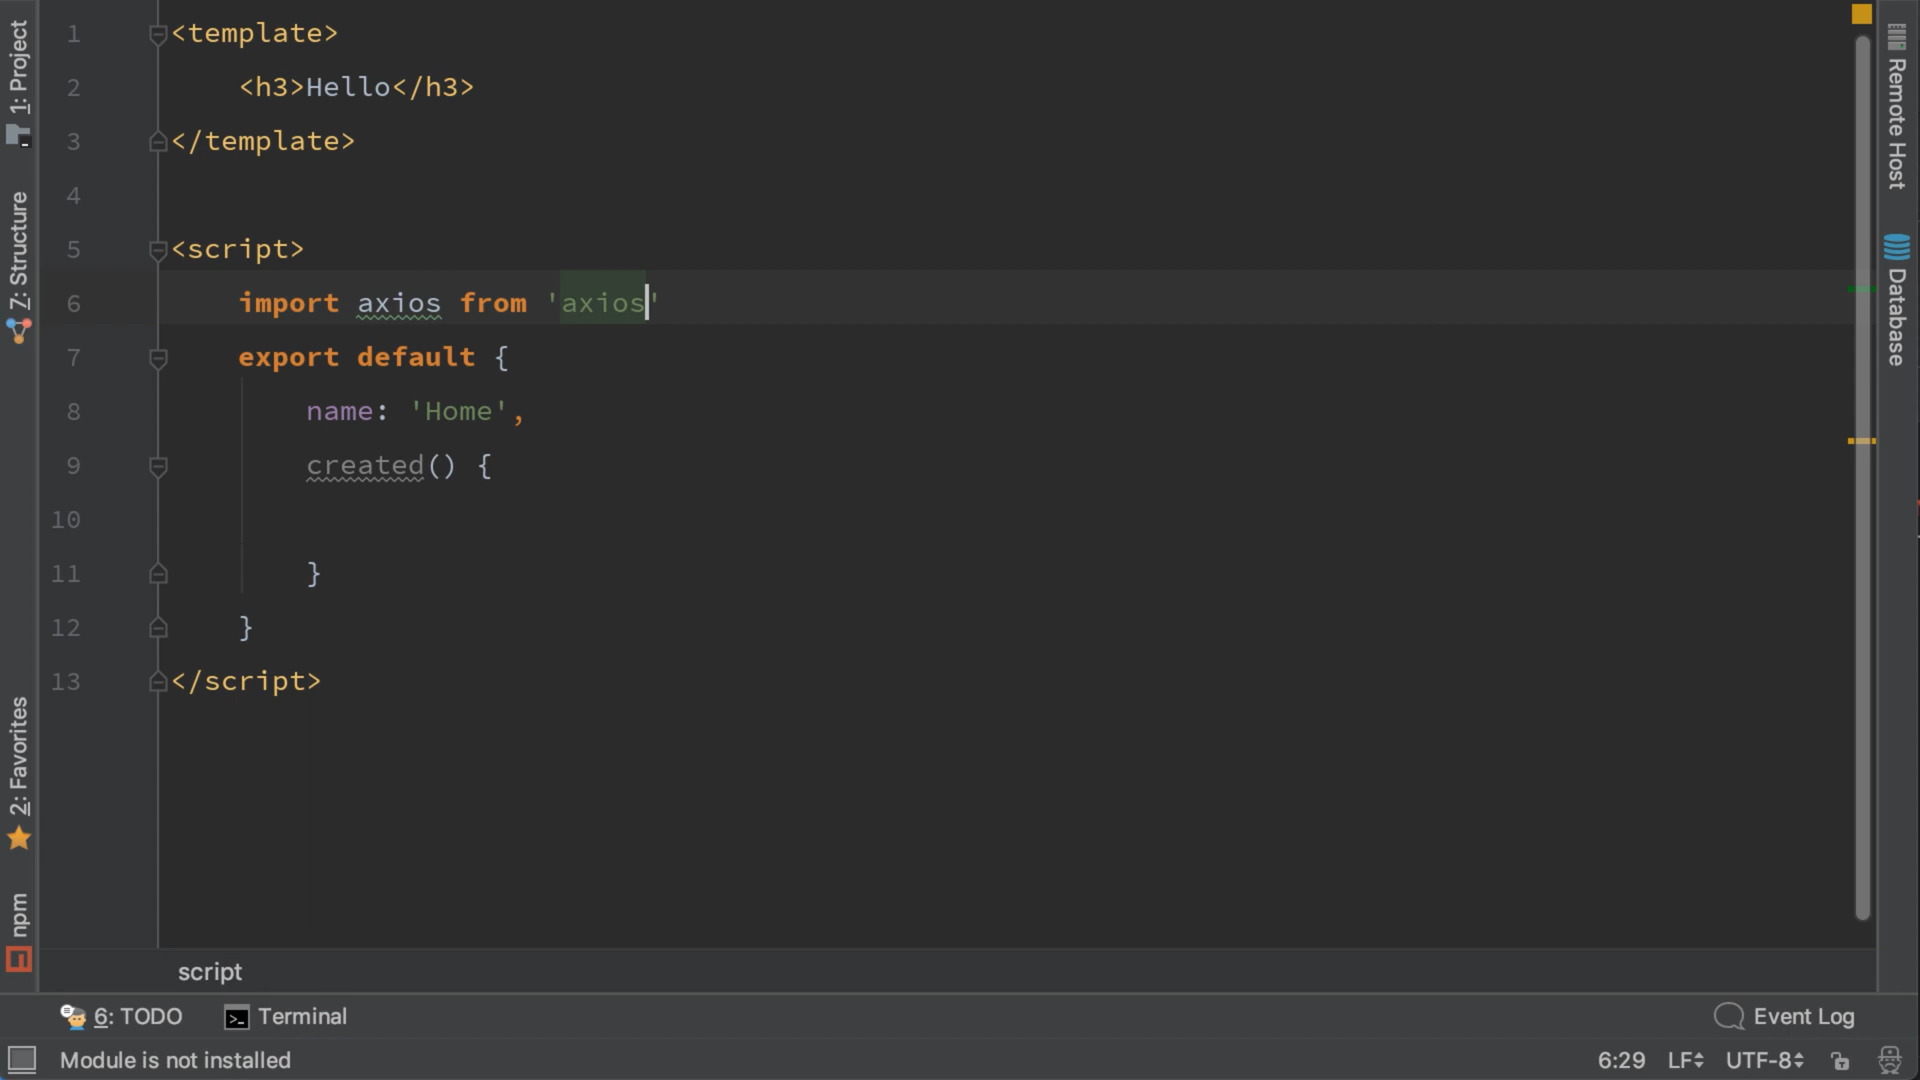 1 <template>
2 <h3>Hello</h3>
3 </template>
4
5 <script>
6 import axios from 'axios'
7 export default {
8 name: 'Home',
9 created() {
10
11 }
12 }
13 </script>
script
1: Project
7: Structure
2: Favorites
npm
Remote Host
Database
6: TODO
Terminal
Event Log
Module is not installed
6:29 LF UTF-8